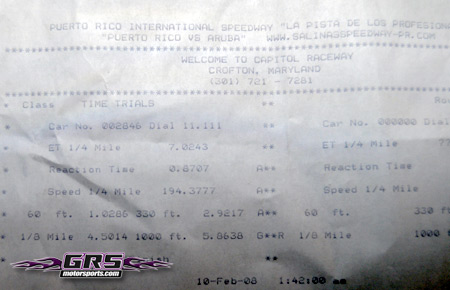 "PUERTO RICO INTERNATIONAL SPEEDWAY "LA PISTA DE LOS PROFESIONA
"PUERTO RICO VS ARUBA" WWW.SALINASSPEEDWAY-PR.COM
WELCOME TO CAPITOL RACEWAY
CROFTON, MARYLAND
(301) 721 - 7281
* Class TIME TRIALS ** Ro
* Car No. 002846 Dial 11.111 ** Car No. 000000 Dial
* ET 1/4 Mile 7.0243 ** ET 1/4 Mile
* Reaction Time 0.8707 A** Reaction Time
* Speed 1/4 Mile 194.3777 A** Speed 1/4 Mile
* 60 ft. 1.0286 330 ft. 2.9217 A** 60 ft. 330 f
* 1/8 Mile 4.5014 1000 ft. 5.8638 G**R 1/8 Mile 1000
GRS
motorsports.com
10-Feb-08 1:42:00 am